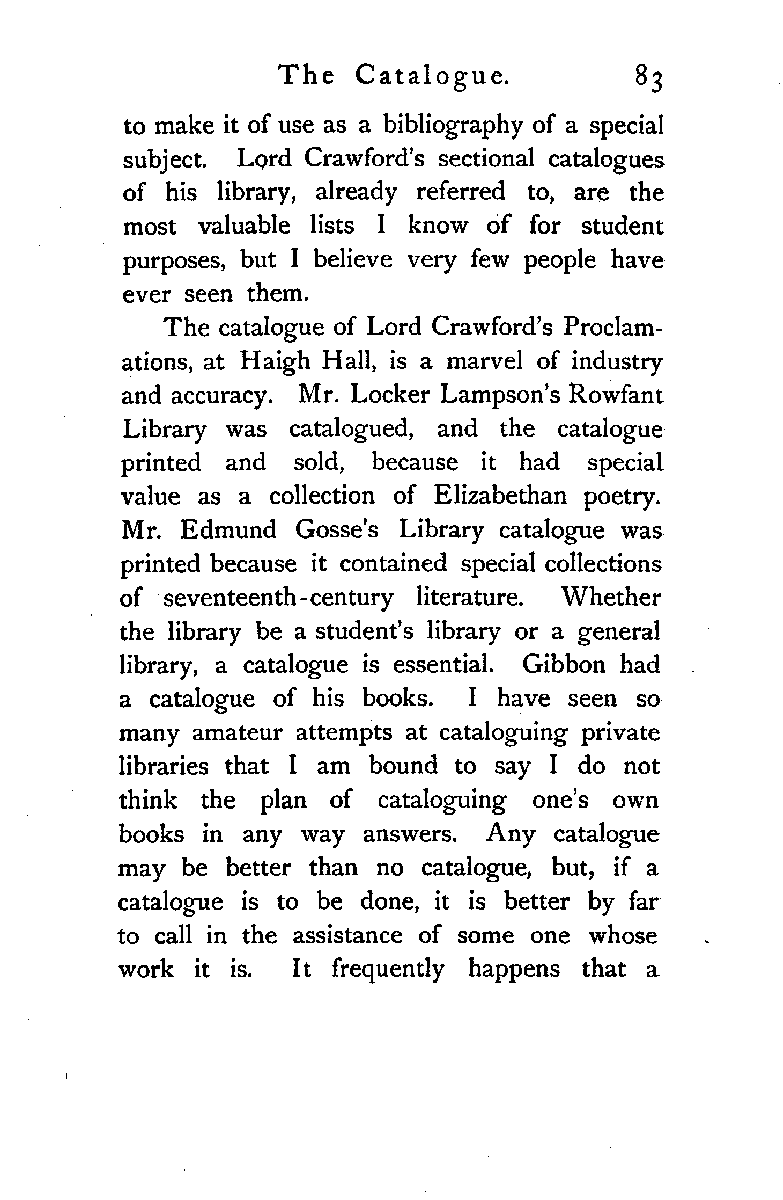 The Catalogue. 83
to make it of use as a bibliography of a special
subject. Lord Crawford's sectional catalogues
of his library, already referred to, are the
most valuable lists I know of for student
purposes, but I believe very few people have
ever seen them.
The catalogue of Lord Crawford's Proclam-
ations, at Haigh Hall, is a marvel of industry
and accuracy. Mr. Locker Lampson's Rowfant
Library was catalogued, and the catalogue
printed and sold, because it had special
value as a collection of Elizabethan poetry.
Mr. Edmund Gosse's Library catalogue was
printed because it contained special collections
of seventeenth-century literature. Whether
the library be a student's library or a general
library, a catalogue is essential. Gibbon had
a catalogue of his books. I have seen so
many amateur attempts at cataloguing private
libraries that I am bound to say I do not
think the plan of cataloguing one's own
books in any way answers. Any catalogue
may be better than no catalogue, but, if a
catalogue is to be done, it is better by far
to call in the assistance of some one whose
work it is. It frequently happens that a